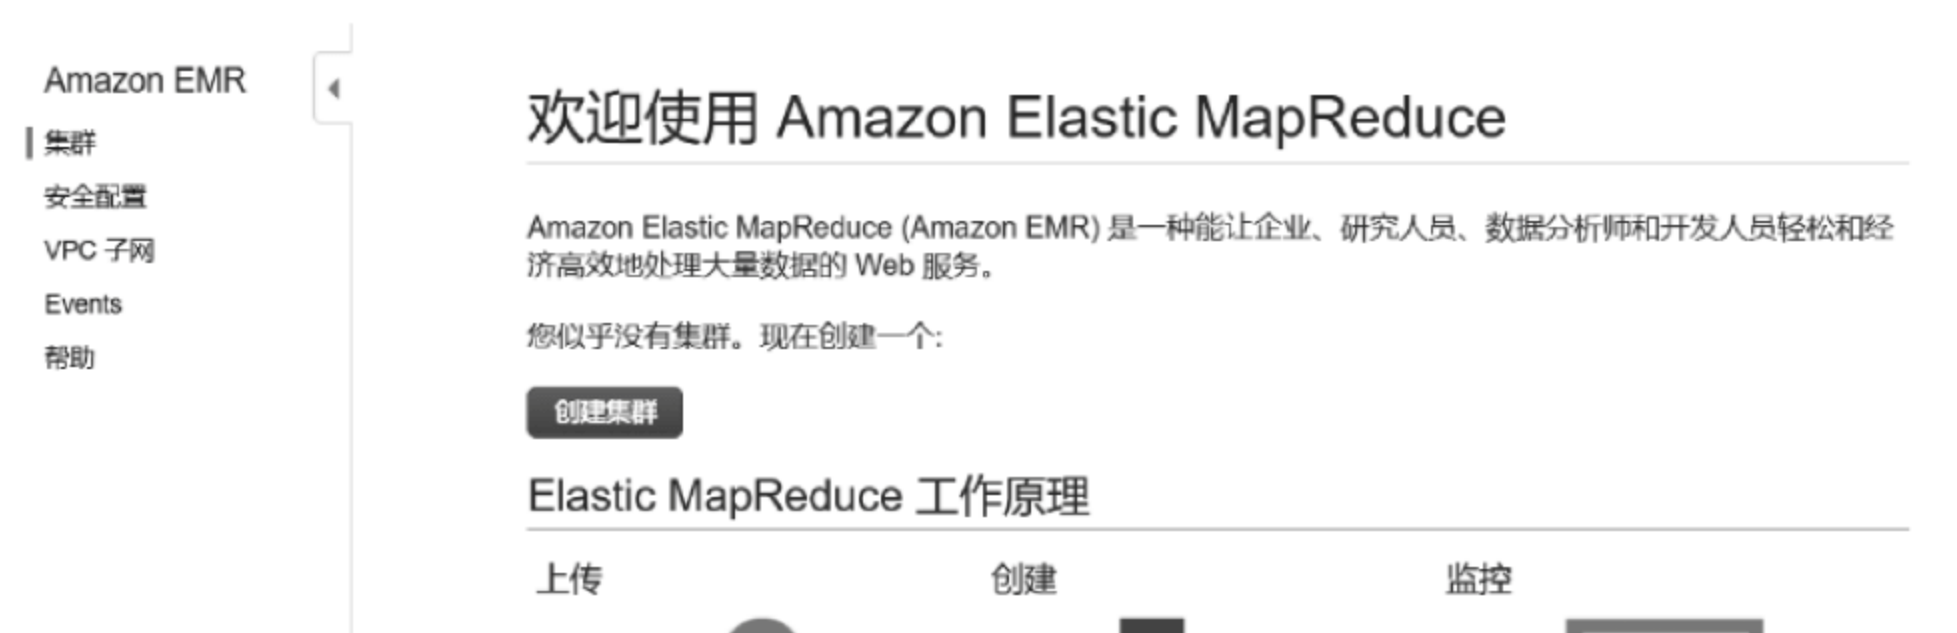 Amazon EMR
集群
安全配置
VPC 子网
Events
帮助
欢迎使用 Amazon Elastic MapReduce
Amazon Elastic MapReduce (Amazon EMR) 是一种能让企业、研究人员、数据分析师和开发人员轻松和经
济高效地处理大量数据的 Web 服务。
您似乎没有集群。现在创建一个:
创建集群
Elastic MapReduce 工作原理
上传
创建
监控